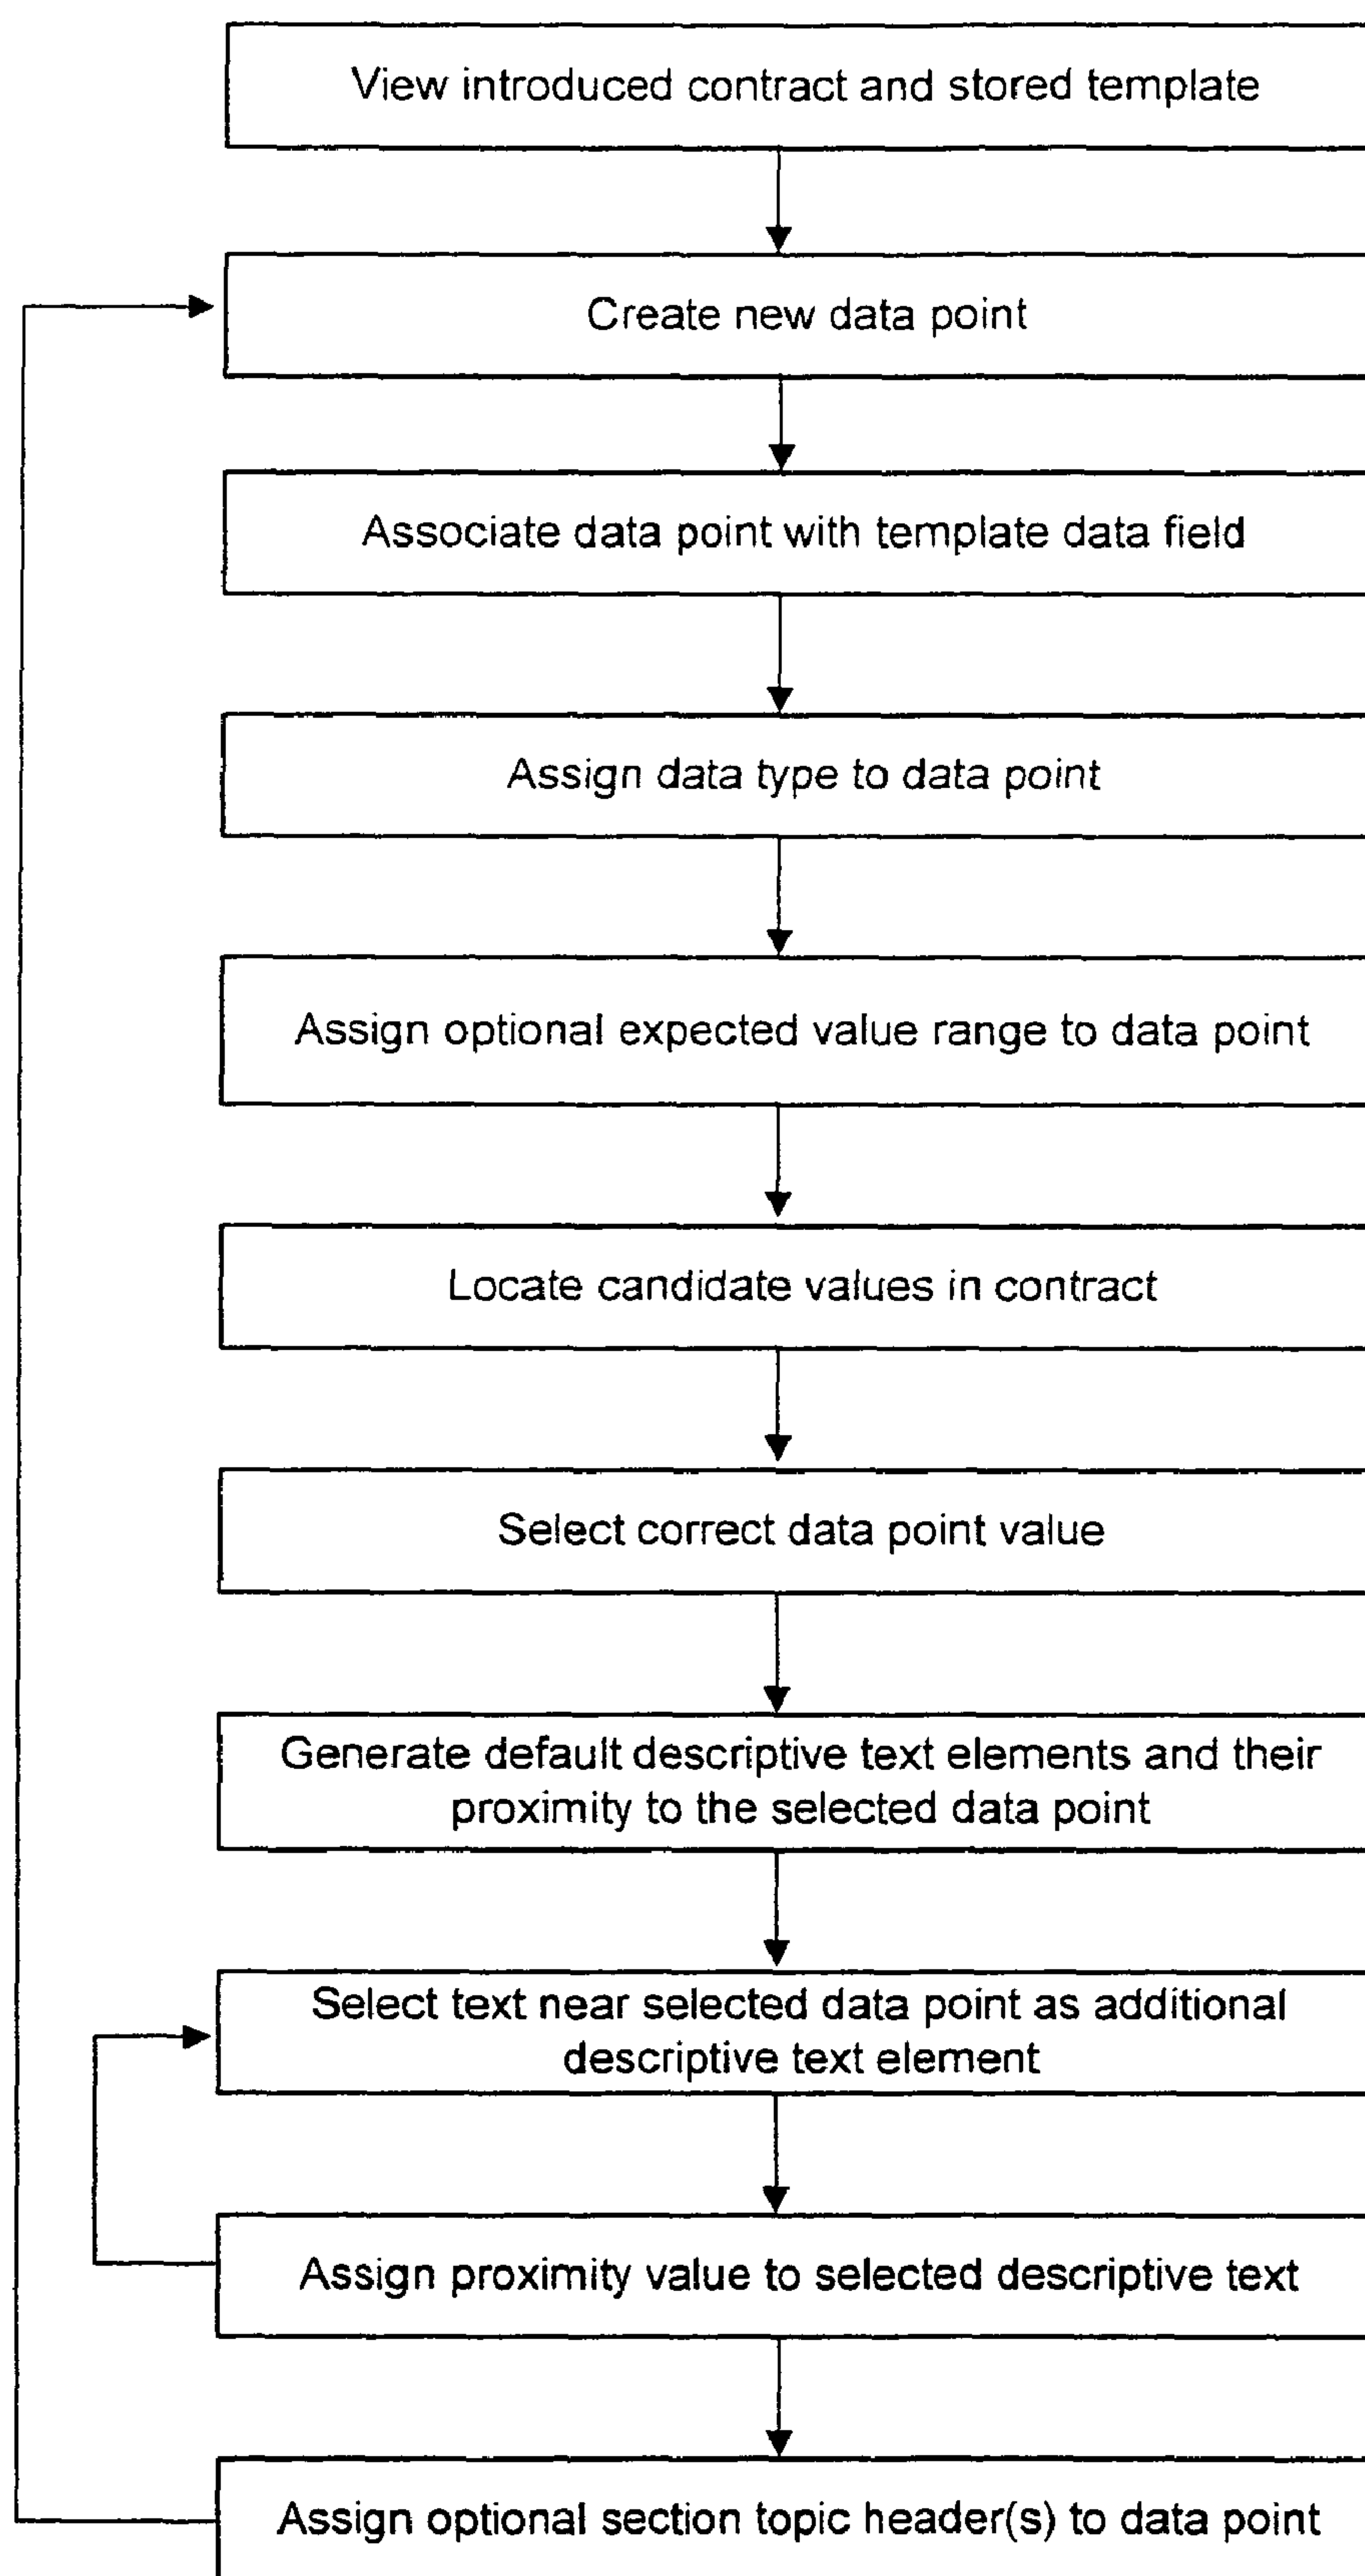 View introduced contract and stored template
Create new data point
Associate data point with template data field
Assign data type to data point
Assign optional expected value range to data point
Locate candidate values in contract
Select correct data point value
Generate default descriptive text elements and their
proximity to the selected data point
Select text near selected data point as additional
descriptive text element
Assign proximity value to selected descriptive text
Assign optional section topic header(s) to data point